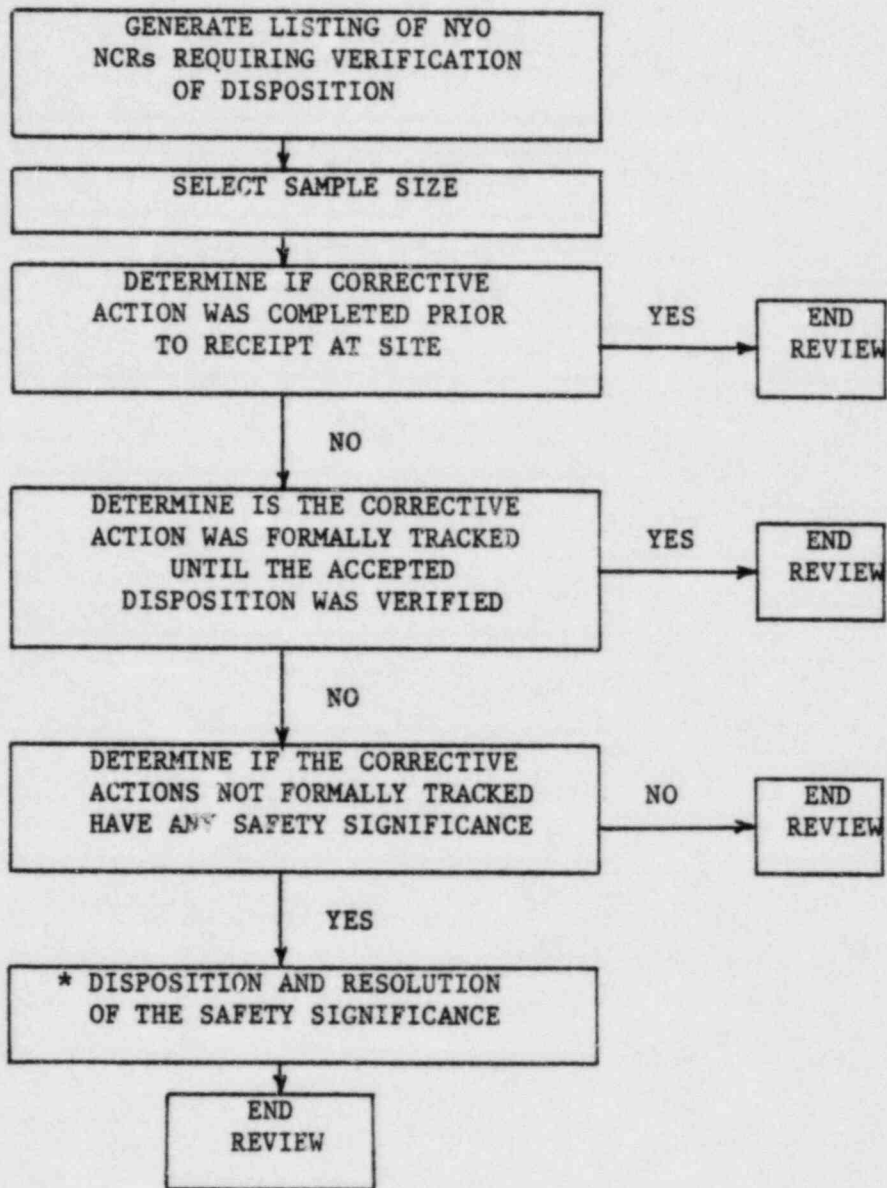 GENERATE LISTING OF NYO
NCRs REQUIRING VERIFICATION
OF DISPOSITION
SELECT SAMPLE SIZE
DETERMINE IF CORRECTIVE
ACTION WAS COMPLETED PRIOR
TO RECEIPT AT SITE
YES
END
REVIEW
NO
DETERMINE IS THE CORRECTIVE
ACTION WAS FORMALLY TRACKED
UNTIL THE ACCEPTED
DISPOSITION WAS VERIFIED
YES
END
REVIEW
NO
DETERMINE IF THE CORRECTIVE
ACTIONS NOT FORMALLY TRACKED
HAVE ANY SAFETY SIGNIFICANCE
NO
END
REVIEW
YES
* DISPOSITION AND RESOLUTION
OF THE SAFETY SIGNIFICANCE
END
REVIEW